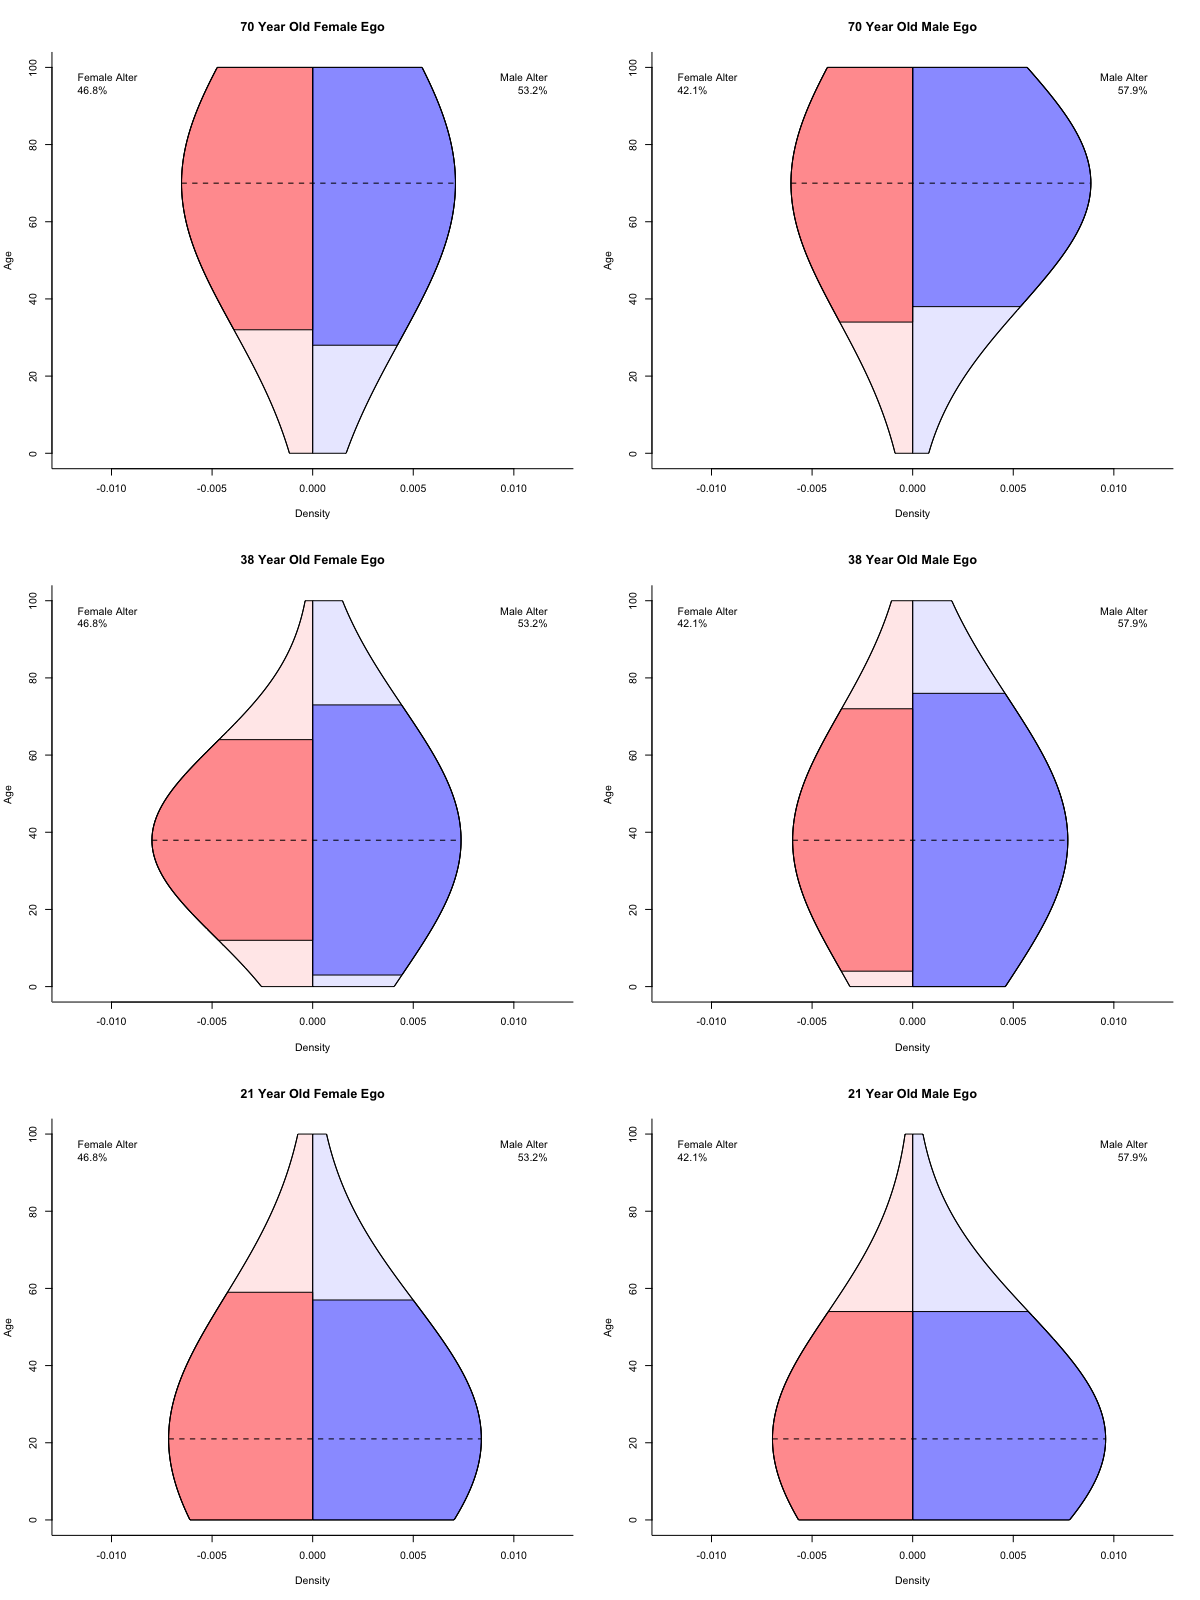 70 Year Old Female Ego
Female Alter
46.8%
Male Alter
53.2%
Age
0 20 40 60 80 100
-0.010 -0.005 0.000 0.005 0.010
Density
70 Year Old Male Ego
Female Alter
42.1%
Male Alter
57.9%
Age
0 20 40 60 80 100
-0.010 -0.005 0.000 0.005 0.010
Density
38 Year Old Female Ego
Female Alter
46.8%
Male Alter
53.2%
Age
0 20 40 60 80 100
-0.010 -0.005 0.000 0.005 0.010
Density
38 Year Old Male Ego
Female Alter
42.1%
Male Alter
57.9%
Age
0 20 40 60 80 100
-0.010 -0.005 0.000 0.005 0.010
Density
21 Year Old Female Ego
Female Alter
46.8%
Male Alter
53.2%
Age
0 20 40 60 80 100
-0.010 -0.005 0.000 0.005 0.010
Density
21 Year Old Male Ego
Female Alter
42.1%
Male Alter
57.9%
Age
0 20 40 60 80 100
-0.010 -0.005 0.000 0.005 0.010
Density